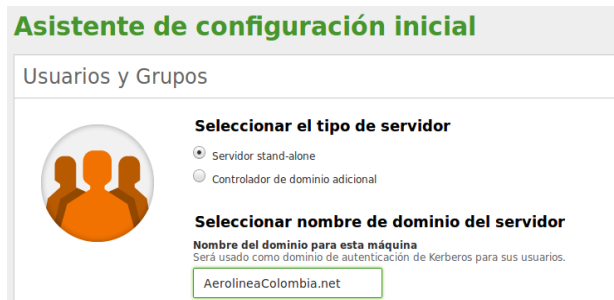 Asistente de configuración inicial
Usuarios y Grupos
Seleccionar el tipo de servidor
Servidor stand-alone
Controlador de dominio adicional
Seleccionar nombre de dominio del servidor
Nombre del dominio para esta máquina
Será usado como dominio de autenticación de Kerberos para sus usuarios.
AerolineaColombia.net